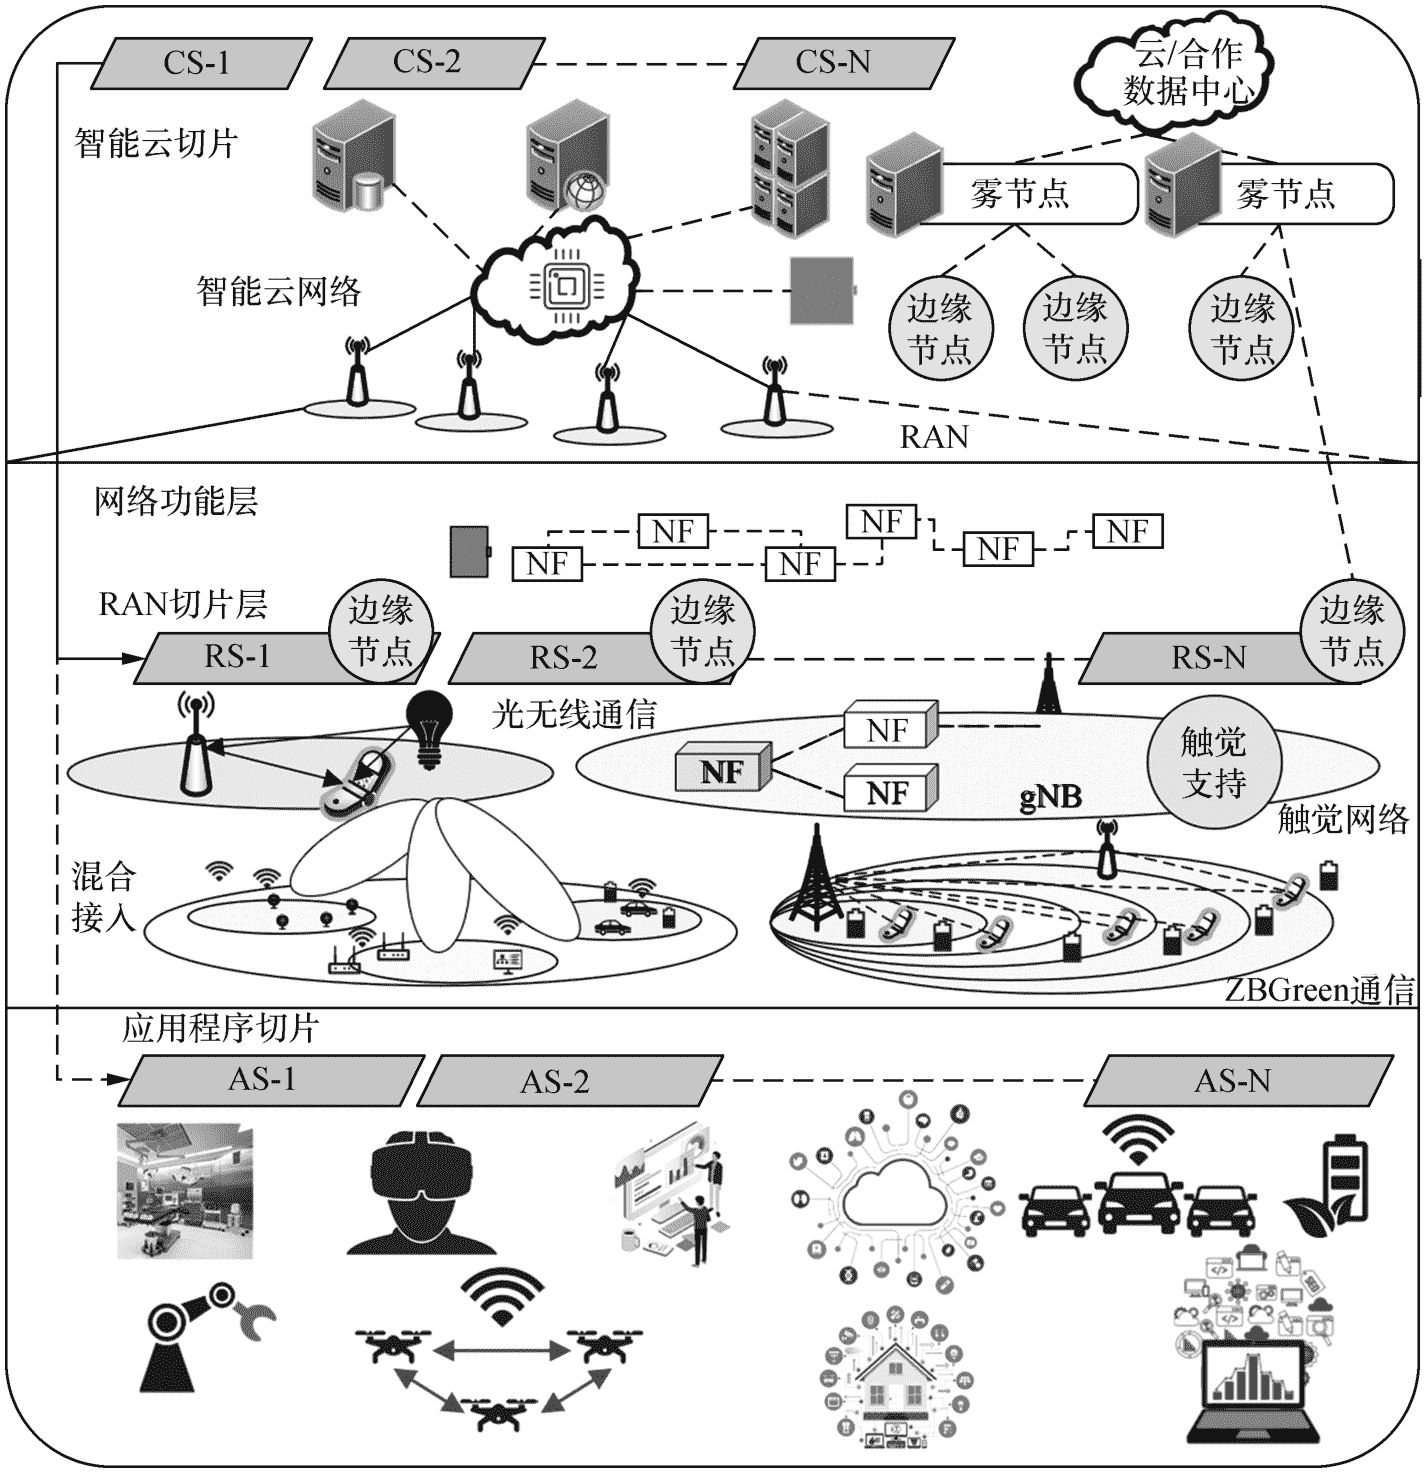 CS-1
CS-2
CS-N
云/合作
数据中心
智能云切片
雾节点
雾节点
智能云网络
边缘
节点
边缘
节点
边缘
节点
RAN
网络功能层
NF
NF
NF
NF
NF
NF
RAN切片层
边缘
节点
边缘
节点
边缘
节点
RS-1
RS-2
RS-N
光无线通信
NF
NF
NF
gNB
触觉
支持
触觉网络
混合
接入
ZBGreen通信
应用程序切片
AS-1
AS-2
AS-N